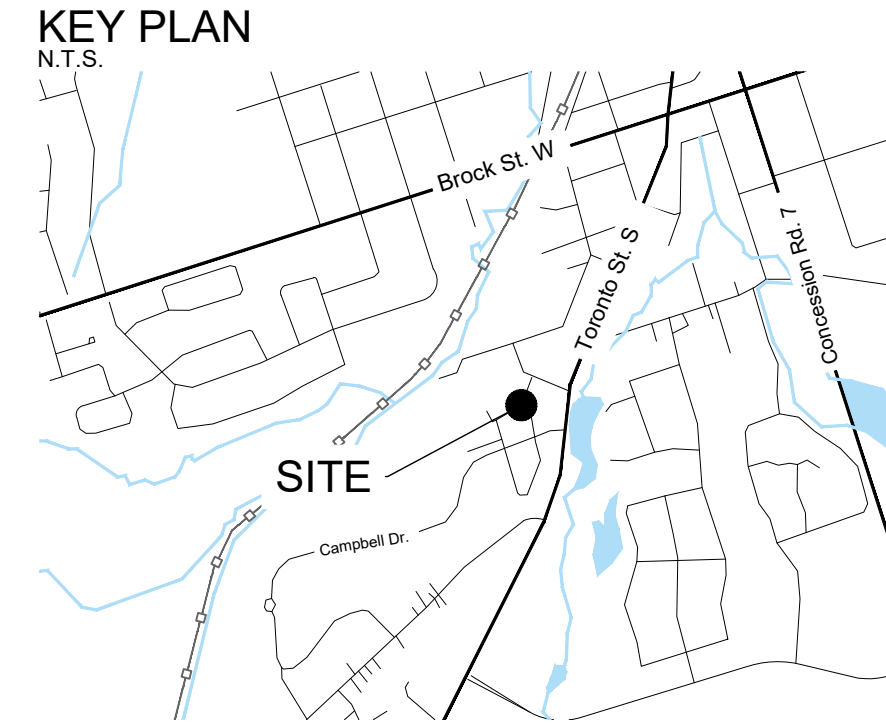 KEY PLAN
N.T.S.
Brock St. W
Toronto St. S
Concession Rd. 7
SITE
Campbell Dr.